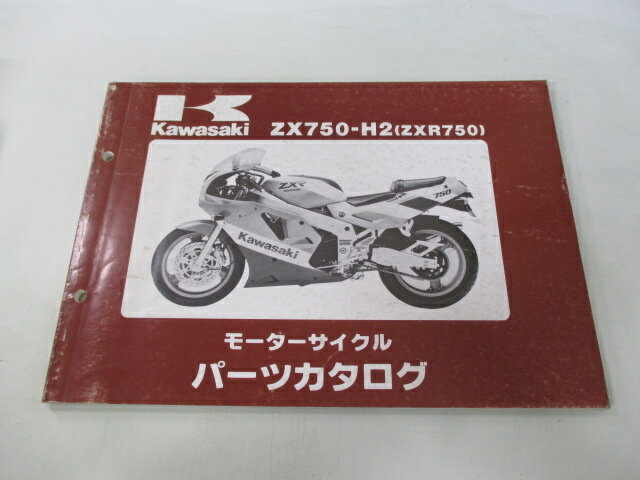 Kawasaki ZX750-H2(ZXR750)
ZXR
750
Kawasaki
モーターサイクル
パーツカタログ